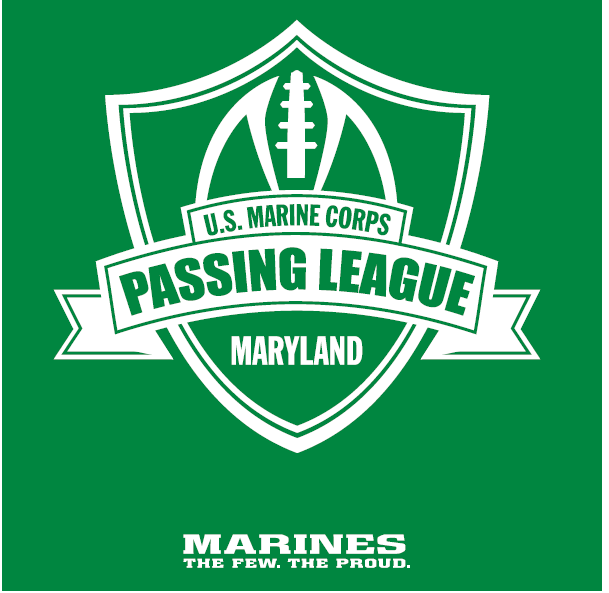 U.S. MARINE CORPS
PASSING LEAGUE
MARYLAND
MARINES
THE FEW. THE PROUD.